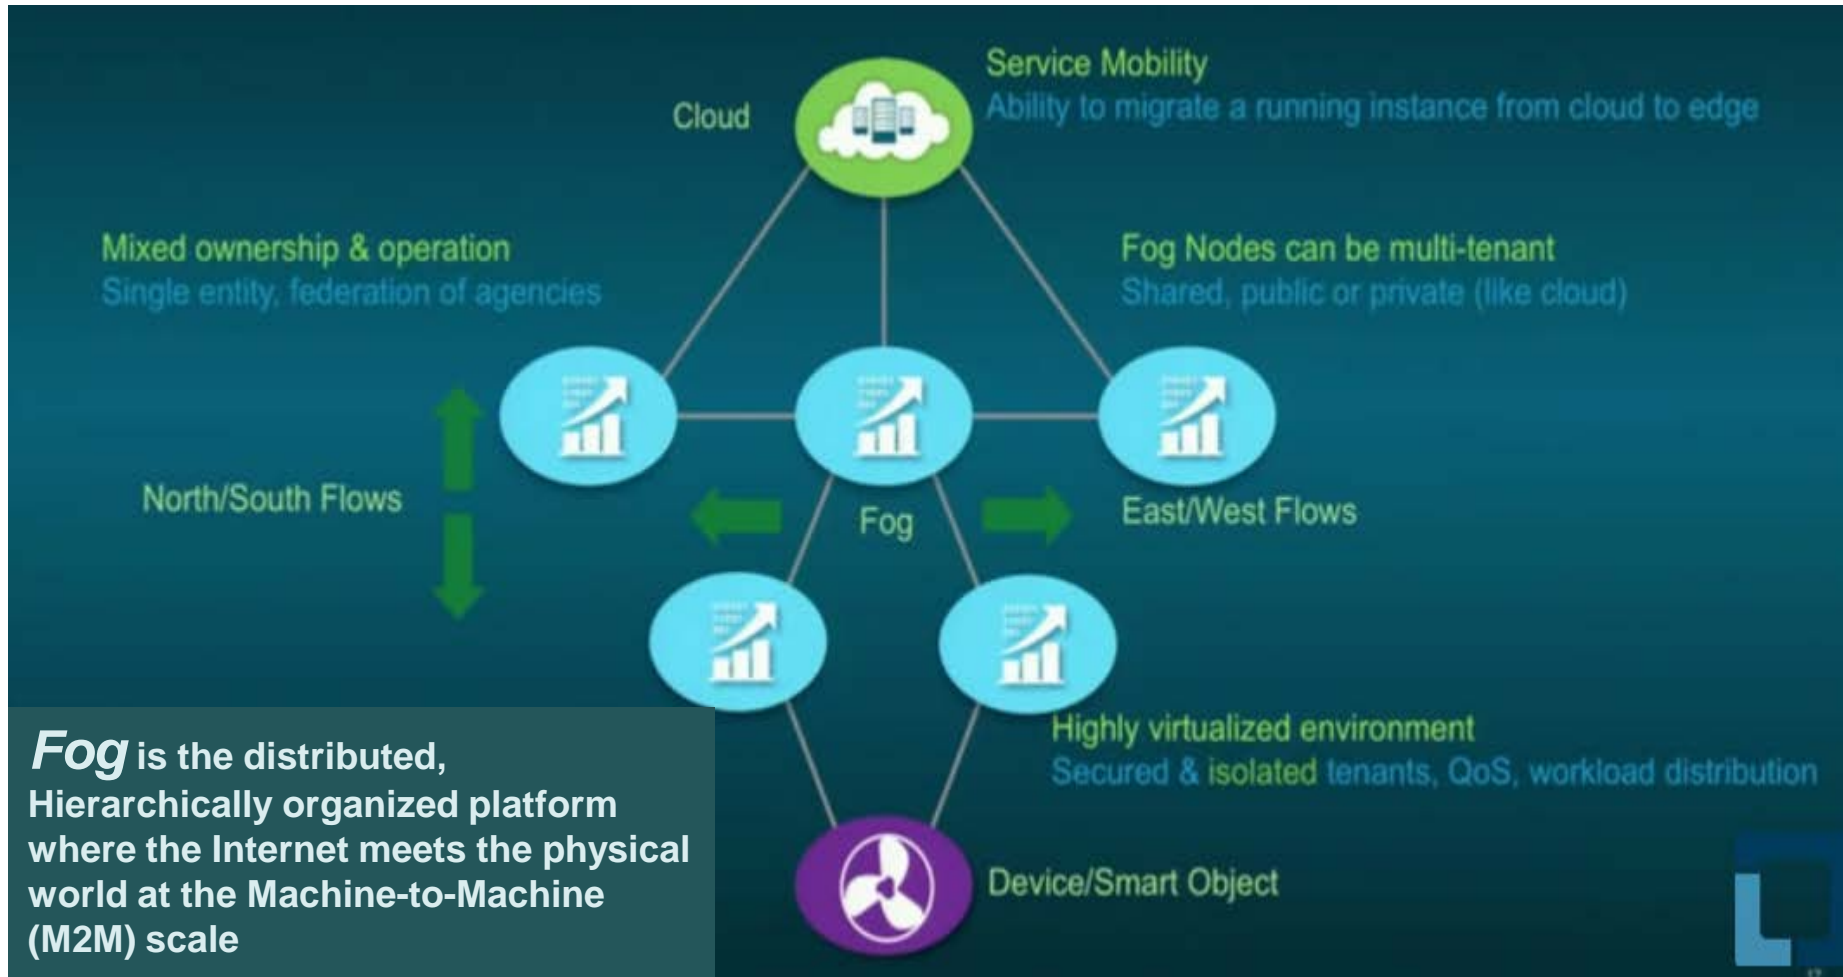 Service Mobility
Ability to migrate a running instance from cloud to edge
Cloud
Mixed ownership & operation
Single entity, federation of agencies
Fog Nodes can be multi-tenant
Shared, public or private (like cloud)
North/South Flows
Fog
East/West Flows
Highly virtualized environment
Secured & isolated tenants, QoS, workload distribution
Device/Smart Object
Fog is the distributed,
Hierarchically organized platform
where the Internet meets the physical
world at the Machine-to-Machine
(M2M) scale